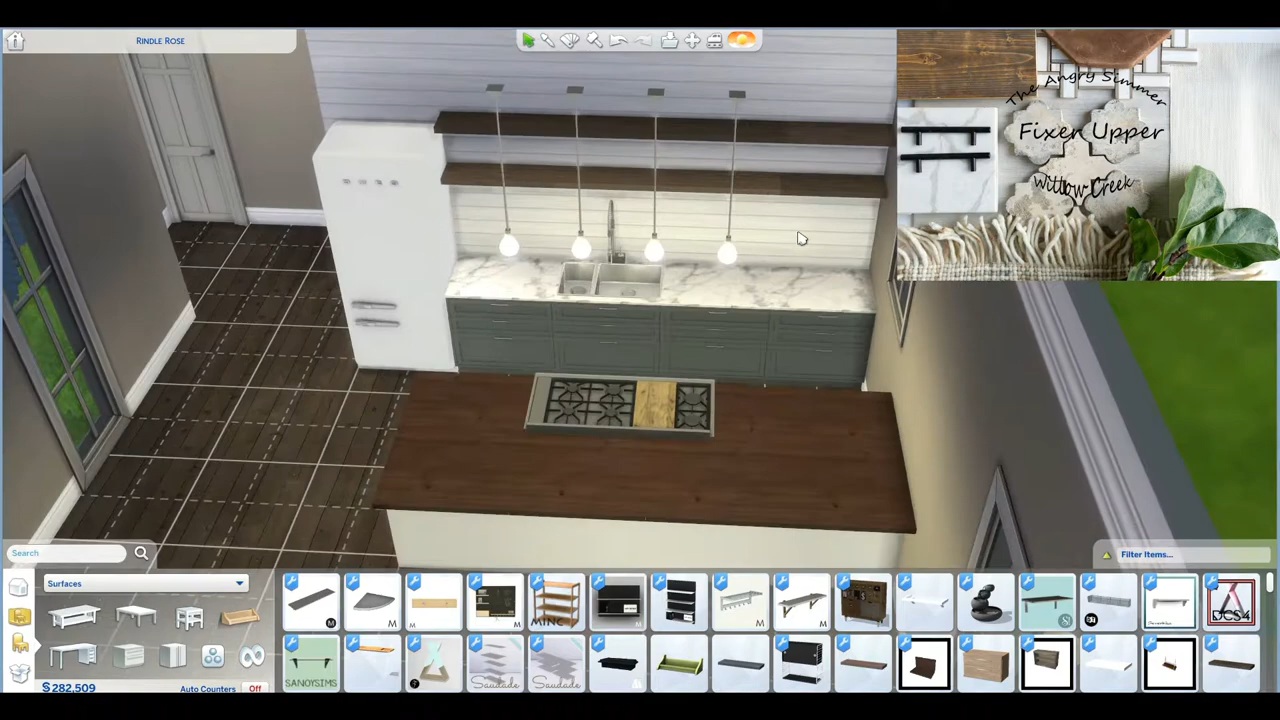 RINDLE ROSE
The Angry Simmer
Fixer Upper
Willow Creek
Search
Filter Items...
Surfaces
M
M
M
MINC
M
M
M
DCS4
SANOYSIMS
Saudade
Saudade
§282,509
Auto Counters
Off